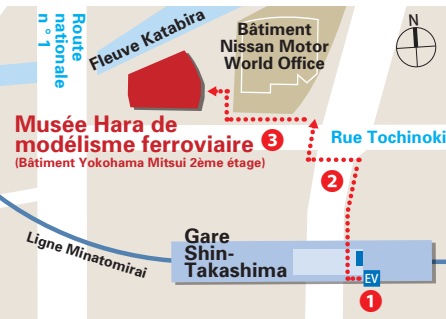 Route
nationale
n° 1
Fleuve Katabira
Bâtiment
Nissan Motor
World Office
N
Musée Hara de
modélisme ferroviaire
(Bâtiment Yokohama Mitsui 2ème étage)
3
Rue Tochinoki
2
Ligne Minatomirai
Gare
Shin-
Takashima
EV
1